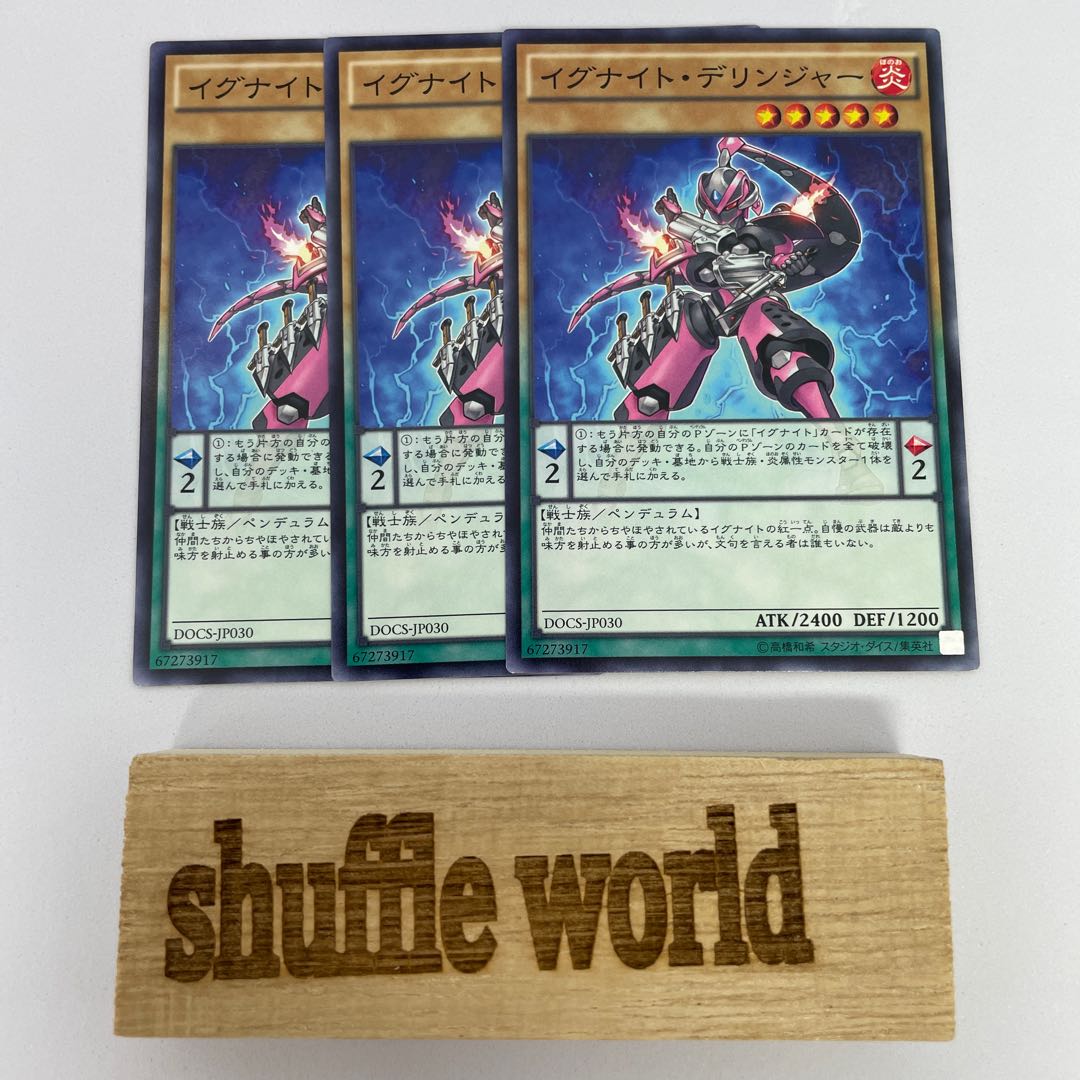 イグナイト
①:もう片方の自分の
する場合に発動できる
し、自分のデッキ・墓地
選んで手札に加える。
2
【戦士族/ペンデュラム
仲間たちからちやほやされている
味方を射止める事の方が多い
DOCS-JP030
67273917
イグナイト
①:もう片方の自分
する場合に発動でき
し、自分のデッキ・墓
選んで手札に加える。
2
【戦士族/ペンデュラ
仲間たちからちやほやされ
味方を射止める事の方が
DOCS-JP030
67273917
イグナイト・デリンジャー
ほのお
炎
①:もう片方の自分のPゾーンに「イグナイト」カードが存在
する場合に発動できる。自分のPゾーンのカードを全て破壊
し、自分のデッキ・墓地から戦士族・炎属性モンスター1体を
選んで手札に加える。
2
2
【戦士族/ペンデュラム】
仲間たちからちやほやされているイグナイトの紅一点。自慢の武器は敵よりも
味方を射止める事の方が多いが、文句を言える者は誰もいない。
DOCS-JP030
ATK/2400 DEF/1200
67273917
©高橋和希 スタジオ・ダイス/集英社
shuffle world